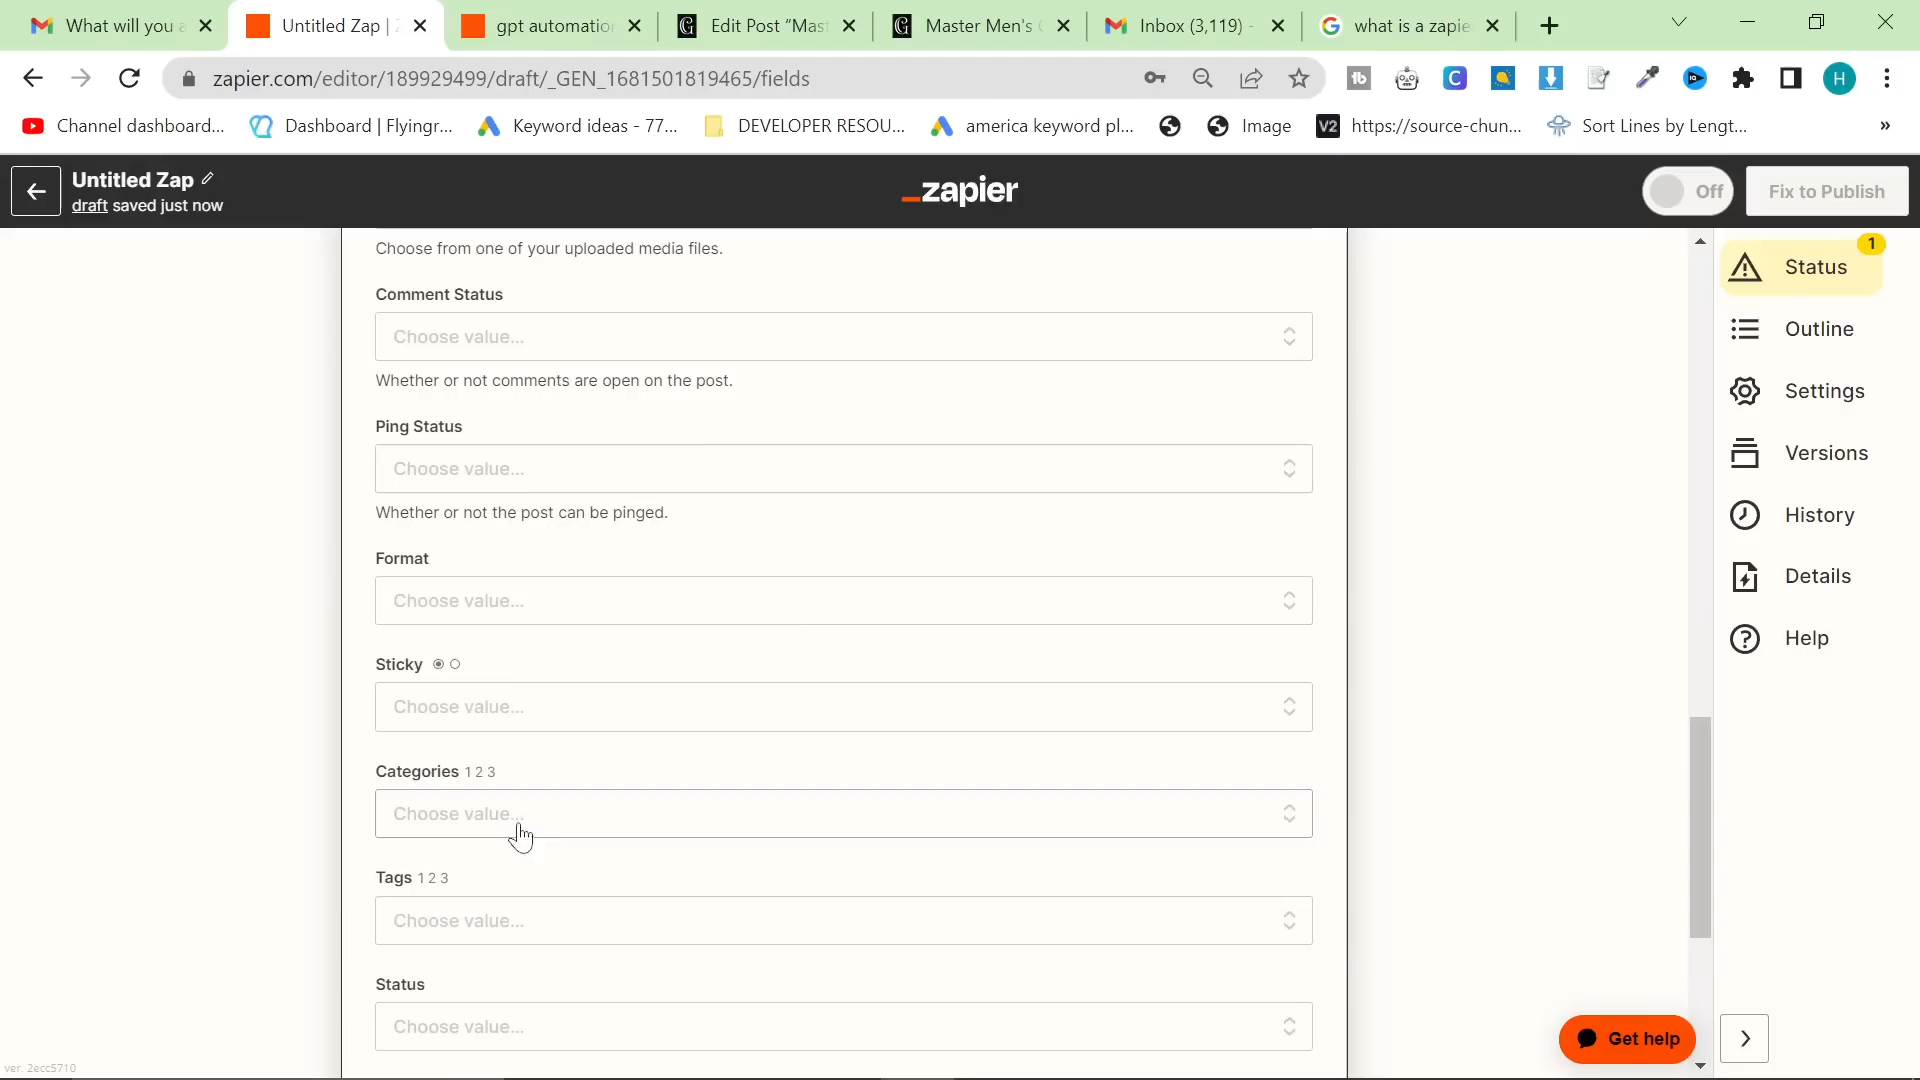 What will you a
Untitled Zap | Z
gpt automation
Edit Post “Mast
Master Men's G
Inbox (3,119) -
what is a zapie
zapier.com/editor/189929499/draft/_GEN_1681501819465/fields
H
Channel dashboard...
Dashboard | Flyingr...
Keyword ideas - 77...
DEVELOPER RESOU...
america keyword pl...
Image
V2
https://source-chun...
Sort Lines by Lengt...
»
Untitled Zap
draft saved just now
_zapier
Off
Fix to Publish
Choose from one of your uploaded media files.
Comment Status
Choose value...
Whether or not comments are open on the post.
Ping Status
Choose value...
Whether or not the post can be pinged.
Format
Choose value...
Sticky
Choose value...
Categories 1 2 3
Choose value...
Tags 1 2 3
Choose value...
Status
Choose value...
1
Status
Outline
Settings
Versions
History
Details
Help
Get help
ver. 2ecc5710